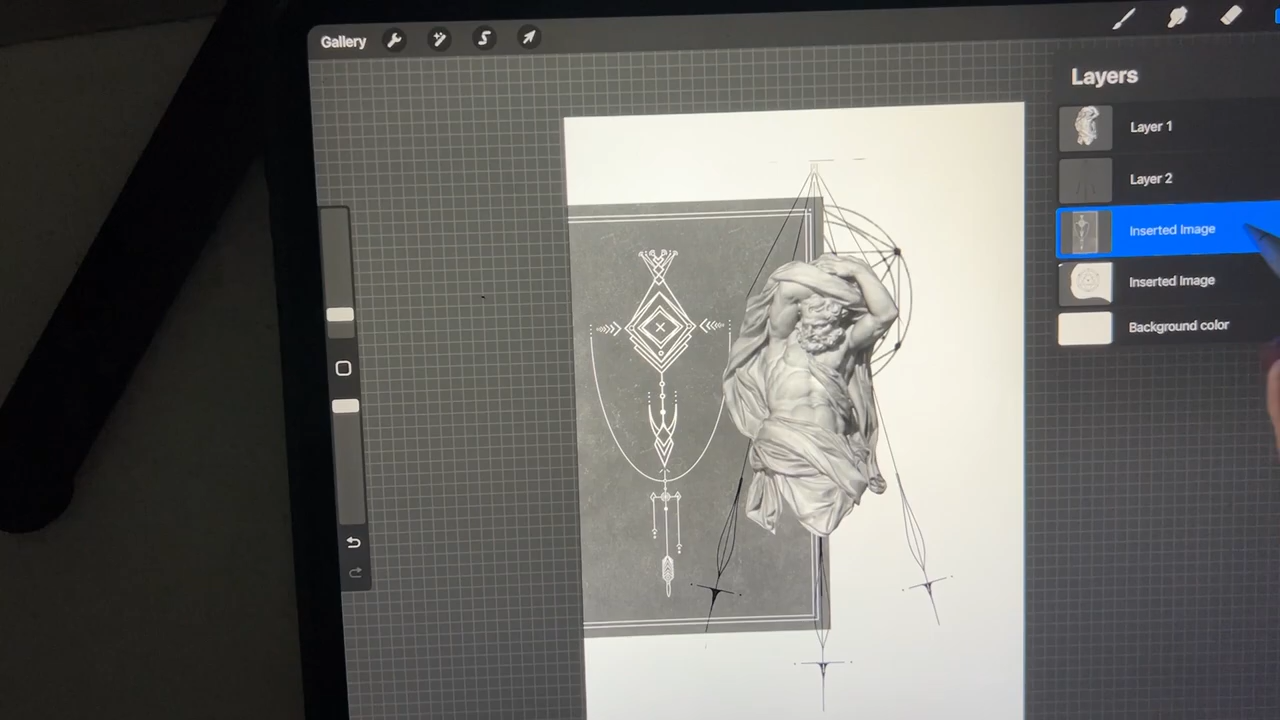 Gallery
Layers
Layer 1
Layer 2
Inserted Image
Inserted Image
Background color